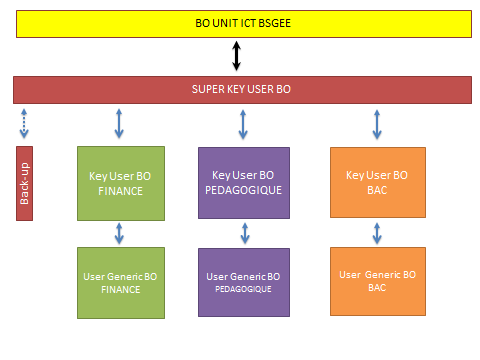 BO UNIT ICT BSGEE
SUPER KEY USER BO
Back-up
Key User BO
FINANCE
Key User BO
PEDAGOGIQUE
Key User BO
BAC
User Generic BO
FINANCE
User Generic BO
PEDAGOGIQUE
User Generic BO
BAC